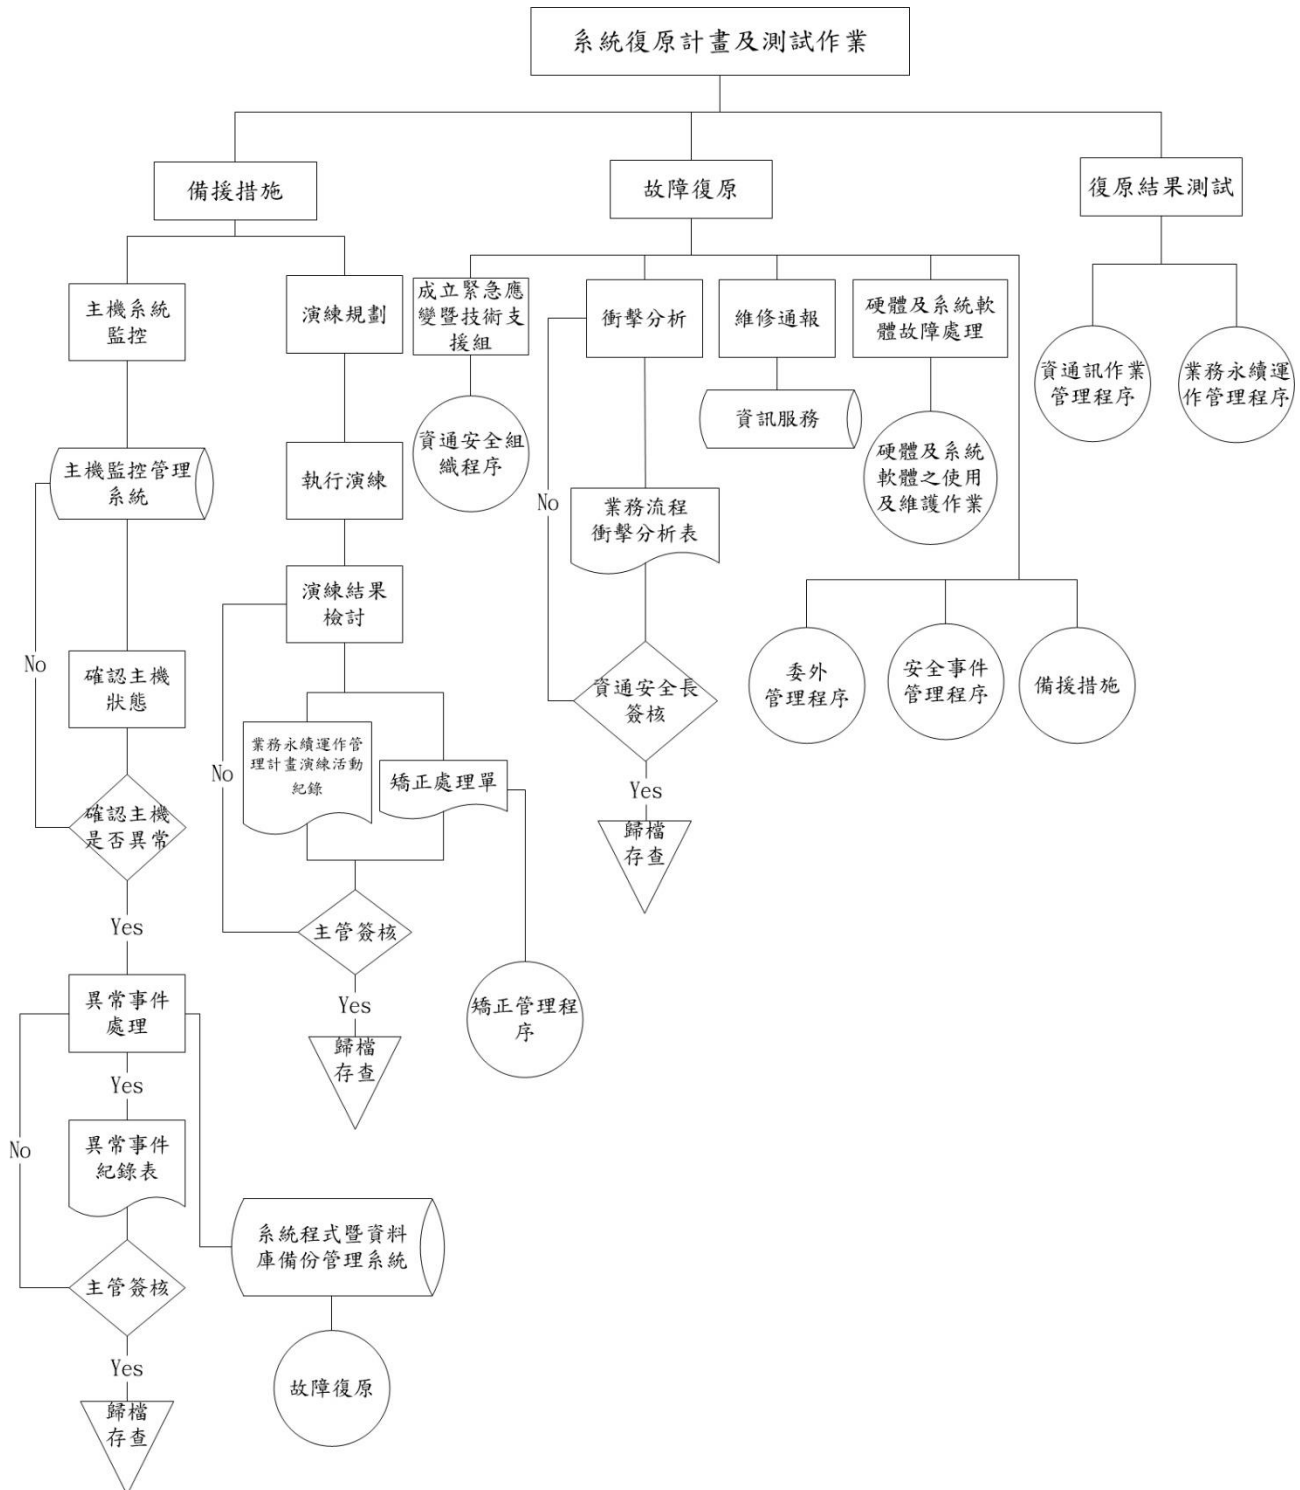 系統復原計畫及測試作業
備援措施
故障復原
復原結果測試
主機系統
監控
演練規劃
成立緊急應
變暨技術支
援組
衝擊分析
維修通報
硬體及系統軟
體故障處理
資通訊作業
管理程序
業務永續運
作管理程序
主機監控管理
系統
執行演練
資通安全組
織程序
資訊服務
硬體及系統
軟體之使用
及維護作業
No
業務流程
衝擊分析表
演練結果
檢討
No
確認主機
狀態
資通安全長
簽核
委外
管理程序
安全事件
管理程序
備援措施
業務永續運作管
理計畫演練活動
紀錄
No
矯正處理單
Yes
確認主機
是否異常
歸檔
存查
Yes
主管簽核
異常事件
處理
Yes
矯正管理程
序
歸檔
存查
Yes
No
異常事件
紀錄表
系統程式暨資料
庫備份管理系統
主管簽核
Yes
故障復原
歸檔
存查